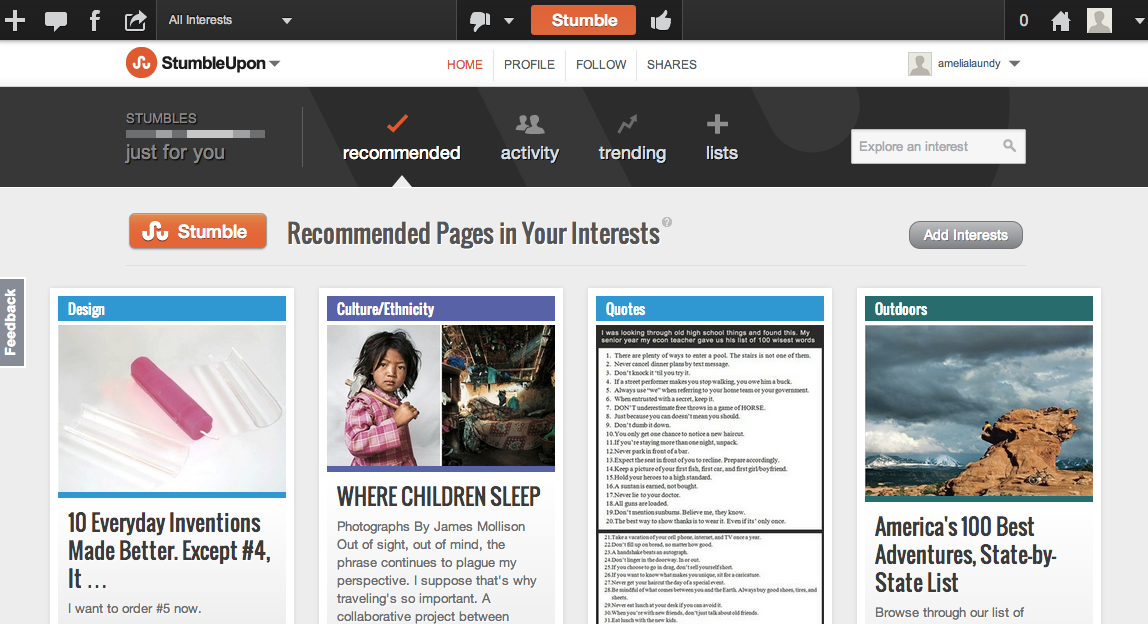 All Interests
Stumble
0
StumbleUpon
HOME
PROFILE
FOLLOW
SHARES
amelialaundy
STUMBLES
just for you
recommended
activity
trending
lists
Explore an interest
Stumble
Recommended Pages in Your Interests
?
Add Interests
Feedback
Design
10 Everyday Inventions
Made Better. Except #4,
It …
I want to order #5 now.
Culture/Ethnicity
WHERE CHILDREN SLEEP
Photographs By James Mollison
Out of sight, out of mind, the
phrase continues to plague my
perspective. I suppose that's why
traveling's so important. A
collaborative project between
Quotes
I was looking through old high school things and found this. My
senior year my econ teacher gave us his list of 100 wisest words
1. There are plenty of ways to enter a pool. The stairs is not one of them.
2. Never cancel dinner plans by text message.
3. Don't knock it 'til you try it.
4. If a street performer makes you stop walking, you owe him a buck.
5. Always use "we" when referring to your home team or your government.
6. When entrusted with a secret, keep it.
7. DON'T underestimate free throws in a game of HORSE.
8. Just because you can doesn't mean you should.
9. Don't dumb it down.
10.You only get one chance to notice a new haircut.
11.If you're staying more than one night, unpack.
12.Never park in front of a bar.
13.Expect the seat in front of you to recline. Prepare accordingly.
14.Keep a picture of your first fish, first car, and first girl/boyfriend.
15.Hold your heroes to a high standard.
16.A suntan is earned, not bought.
17.Never lie to your doctor.
18.All guns are loaded.
19.Don't mention sunburns. Believe me, they know.
20.The best way to show thanks is to wear it. Even if its' only once.
21.Take a vacation of your cell phone, internet, and TV once a year.
22.Don't fill up on bread, no matter how good.
23.A handshake beats an autograph.
24.Don't linger in the doorway. In or out.
25.If you choose to go in drag, don't sell yourself short.
26.If you want to know what makes you unique, sit for a caricature.
27.Never get your haircut the day of a special event.
28.Be mindful of what comes between you and the Earth. Always buy good shoes, tires, and
sheets.
29.Never eat lunch at your desk if you can avoid it.
30.When you're with new friends, don't just talk about old friends.
31.Eat lunch with the new kids.
Outdoors
America's 100 Best
Adventures, State-by-
State List
Browse through our list of